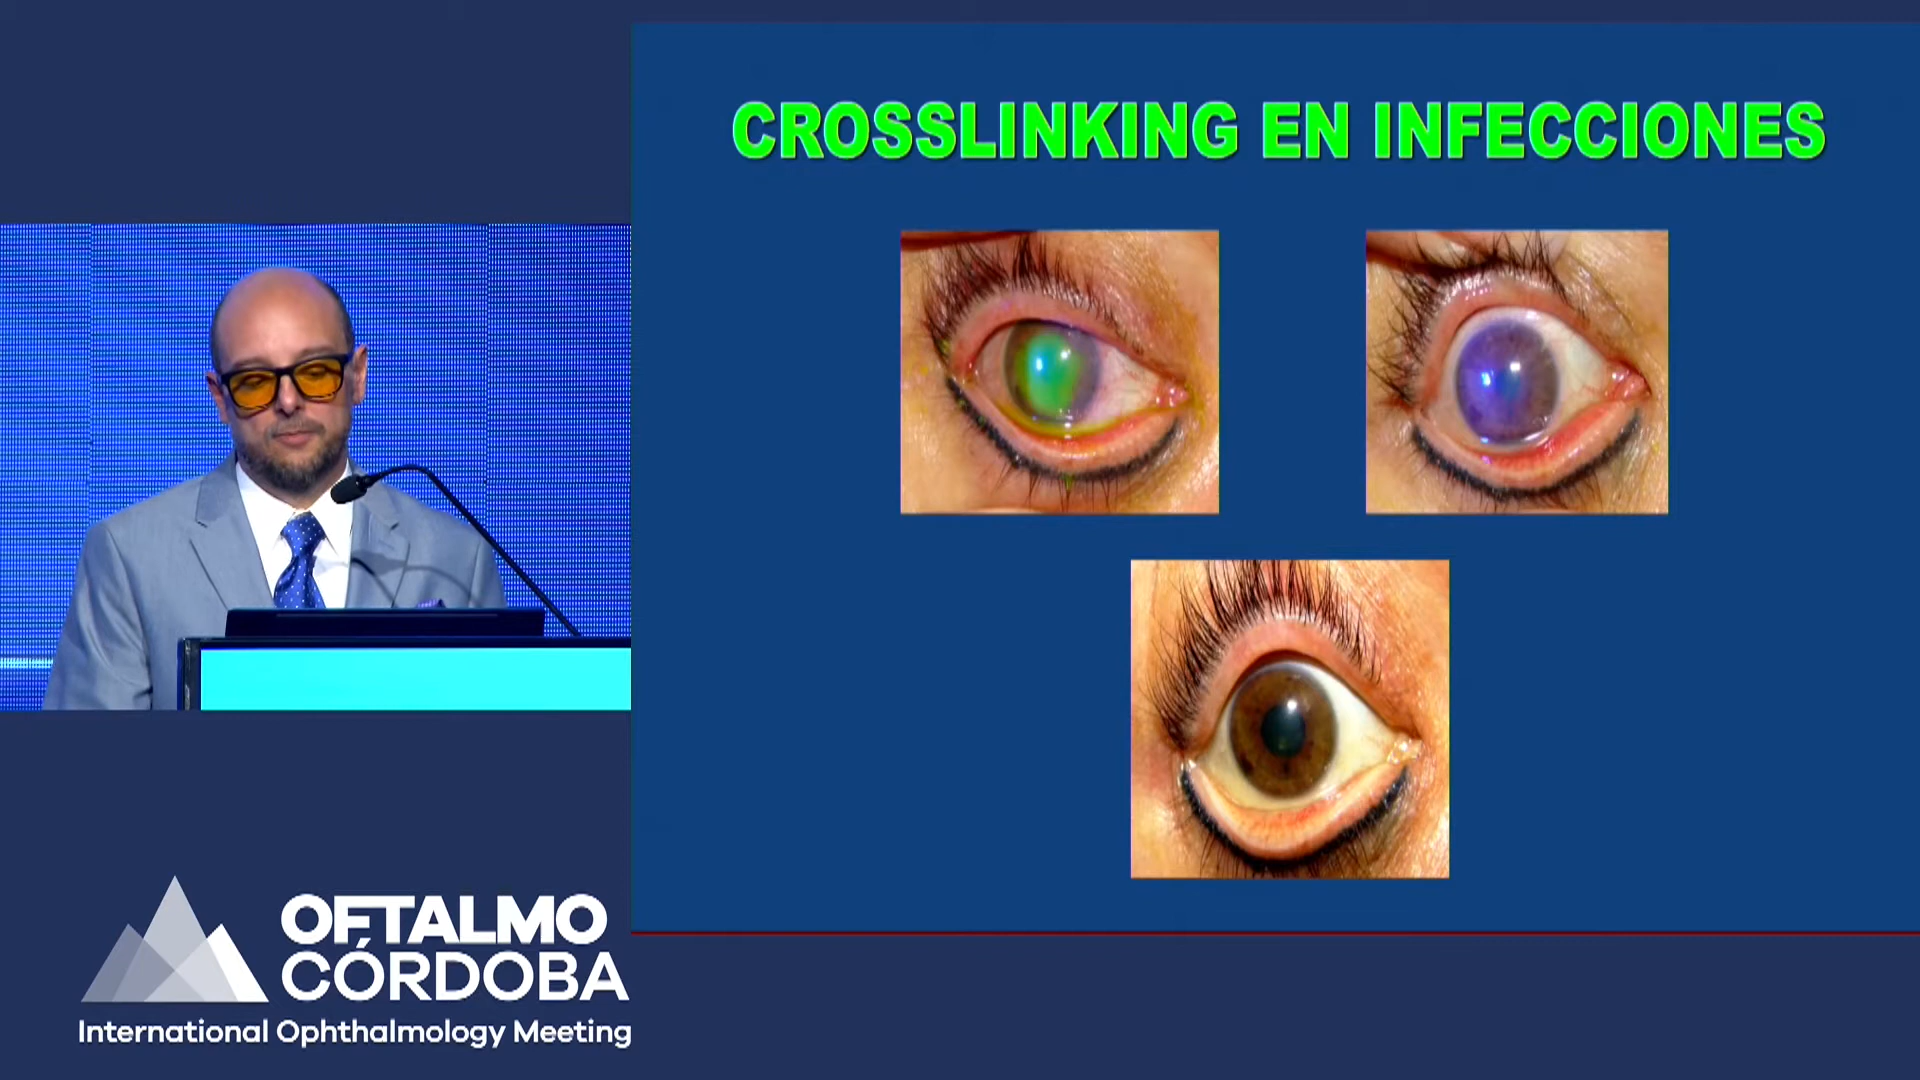 CROSSLINKING EN INFECCIONES
OFTALMO
CÓRDOBA
International Ophthalmology Meeting